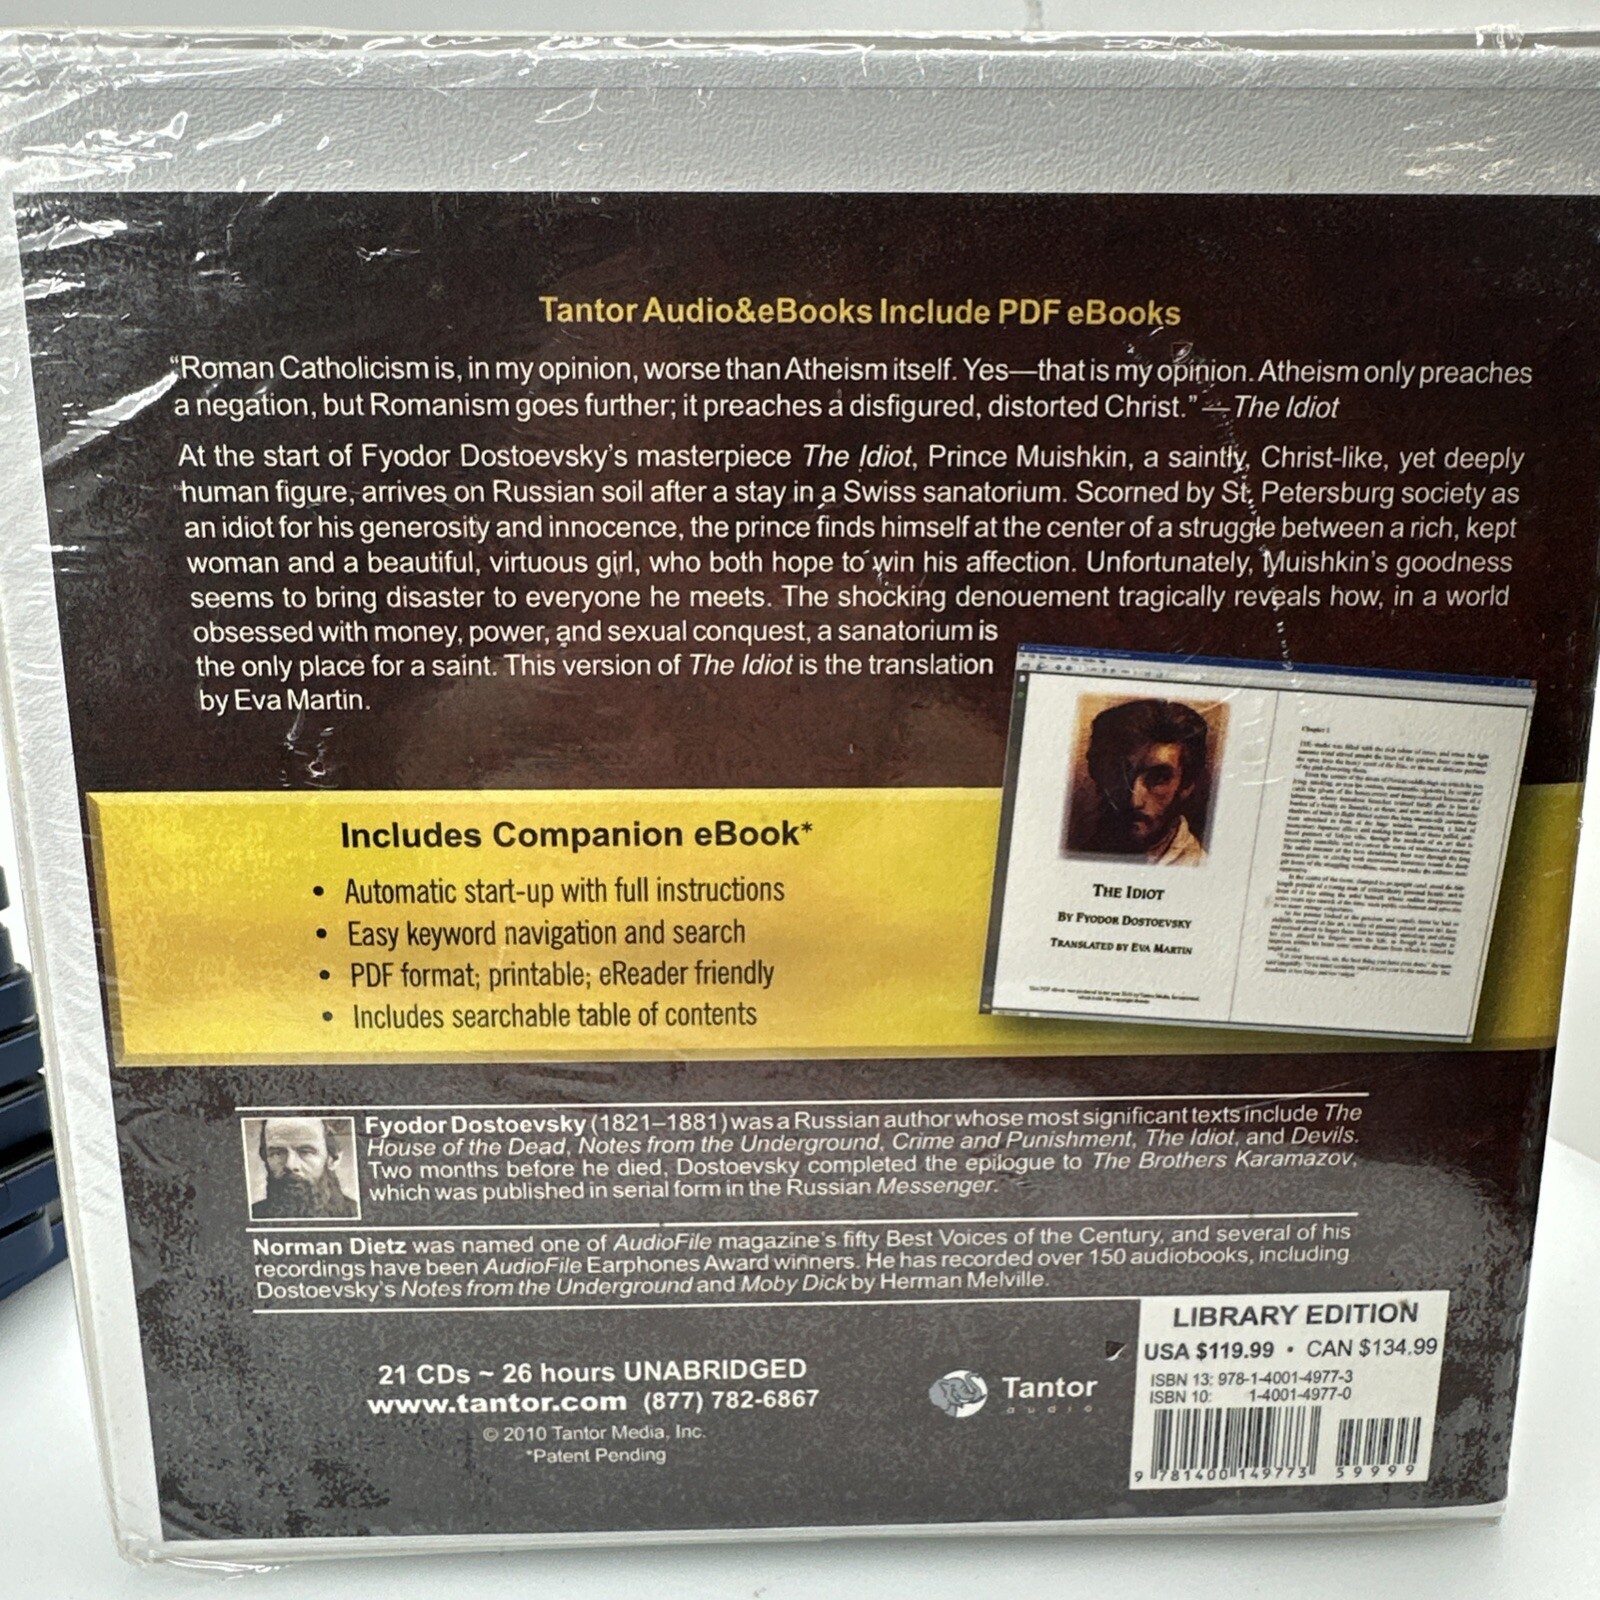 Tantor Audio&eBooks Include PDF eBooks
“Roman Catholicism is, in my opinion, worse than Atheism itself. Yes—that is my opinion. Atheism only preaches
a negation, but Romanism goes further; it preaches a disfigured, distorted Christ.” —The Idiot
At the start of Fyodor Dostoevsky’s masterpiece The Idiot, Prince Muishkin, a saintly, Christ-like, yet deeply
human figure, arrives on Russian soil after a stay in a Swiss sanatorium. Scorned by St. Petersburg society as
an idiot for his generosity and innocence, the prince finds himself at the center of a struggle between a rich, kept
woman and a beautiful, virtuous girl, who both hope to win his affection. Unfortunately, Muishkin’s goodness
seems to bring disaster to everyone he meets. The shocking denouement tragically reveals how, in a world
obsessed with money, power, and sexual conquest, a sanatorium is
the only place for a saint. This version of The Idiot is the translation
by Eva Martin.
Includes Companion eBook*
• Automatic start-up with full instructions
• Easy keyword navigation and search
• PDF format; printable; eReader friendly
• Includes searchable table of contents
THE IDIOT
BY FYODOR DOSTOEVSKY
TRANSLATED BY EVA MARTIN
Chapter 1
Fyodor Dostoevsky (1821–1881) was a Russian author whose most significant texts include The
House of the Dead, Notes from the Underground, Crime and Punishment, The Idiot, and Devils.
Two months before he died, Dostoevsky completed the epilogue to The Brothers Karamazov,
which was published in serial form in the Russian Messenger.
Norman Dietz was named one of AudioFile magazine’s fifty Best Voices of the Century, and several of his
recordings have been AudioFile Earphones Award winners. He has recorded over 150 audiobooks, including
Dostoevsky’s Notes from the Underground and Moby Dick by Herman Melville.
21 CDs ~ 26 hours UNABRIDGED
www.tantor.com (877) 782-6867
© 2010 Tantor Media, Inc.
*Patent Pending
Tantor
audio
LIBRARY EDITION
USA $119.99 • CAN $134.99
ISBN 13: 978-1-4001-4977-3
ISBN 10: 1-4001-4977-0
9 781400 149773 59999